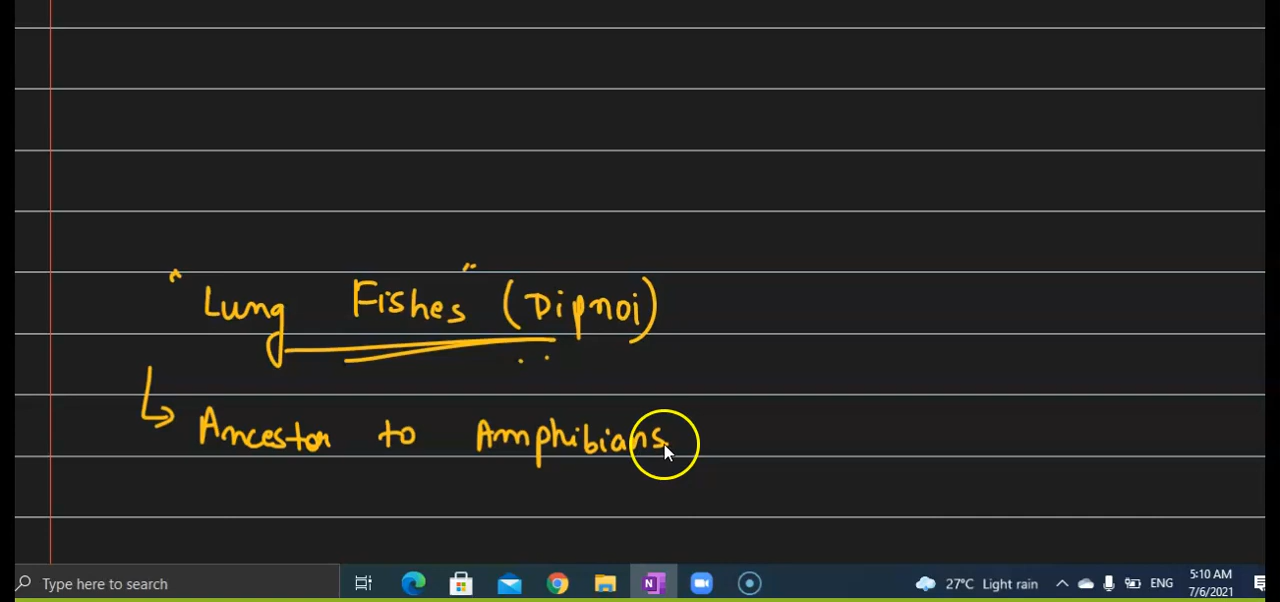 "Lung Fishes" (Dipnoi)
Ancestor to Amphibians
Type here to search
27°C Light rain
ENG
5:10 AM
7/6/2021